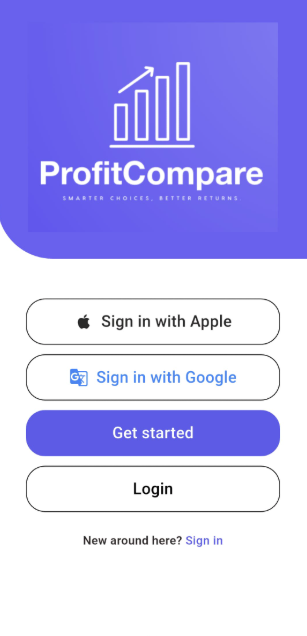 ProfitCompare
SMARTER CHOICES, BETTER RETURNS
Sign in with Apple
Sign in with Google
Get started
Login
New around here? Sign in